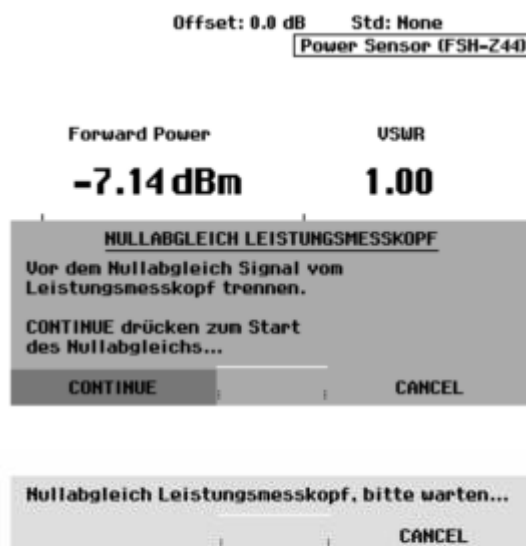 Offset: 0.0 dB Std: None
Power Sensor (FSH-Z44)
Forward Power VSWR
-7.14 dBm 1.00
NULLABGLEICH LEISTUNGSMESSKOPF
Vor dem Nullabgleich Signal vom
Leistungsmesskopf trennen.
CONTINUE drücken zum Start
des Nullabgleichs...
CONTINUE CANCEL
Nullabgleich Leistungsmesskopf, bitte warten...
CANCEL